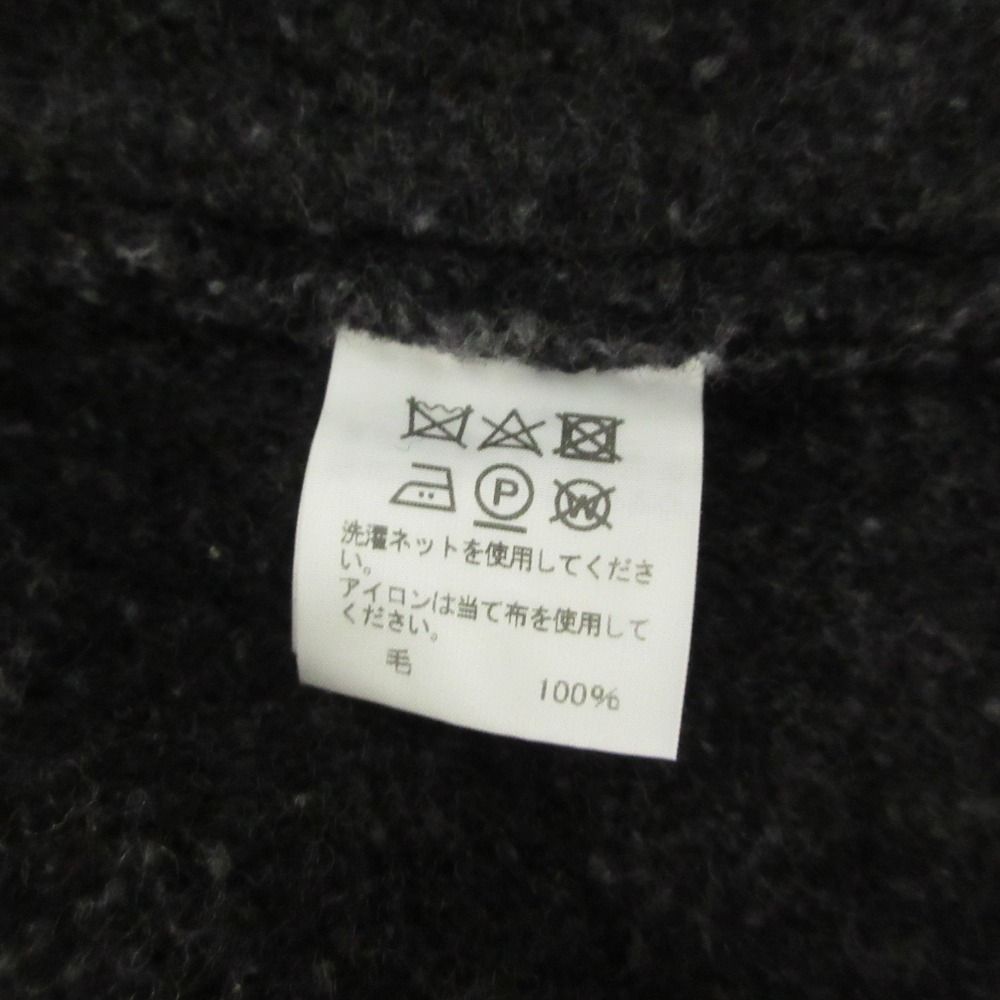 P
W
洗濯ネットを使用してくださ
い。
アイロンは当て布を使用して
ください。
毛
100%